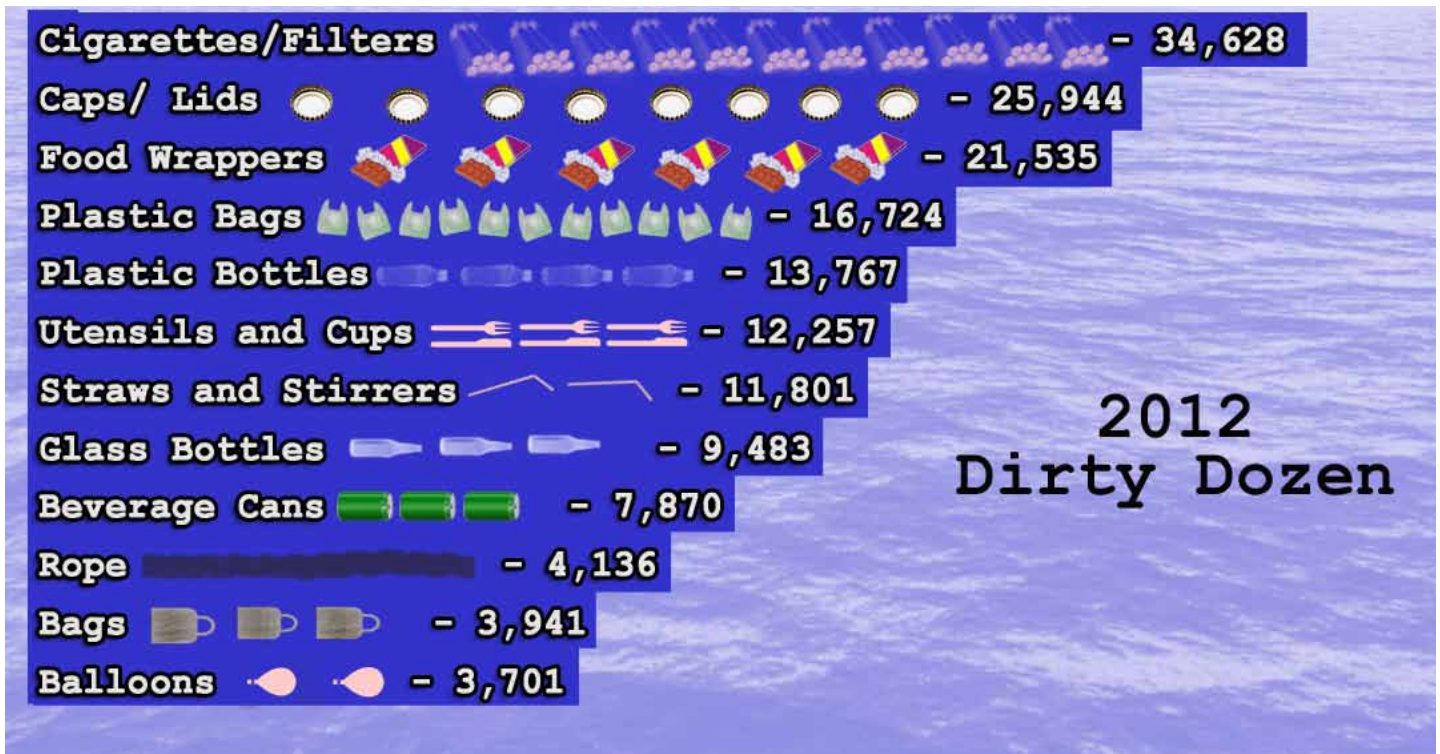 Cigarettes/Filters - 34,628
Caps/ Lids - 25,944
Food Wrappers - 21,535
Plastic Bags - 16,724
Plastic Bottles - 13,767
Utensils and Cups - 12,257
Straws and Stirrers - 11,801
Glass Bottles - 9,483
Beverage Cans - 7,870
Rope - 4,136
Bags - 3,941
Balloons - 3,701
2012
Dirty Dozen